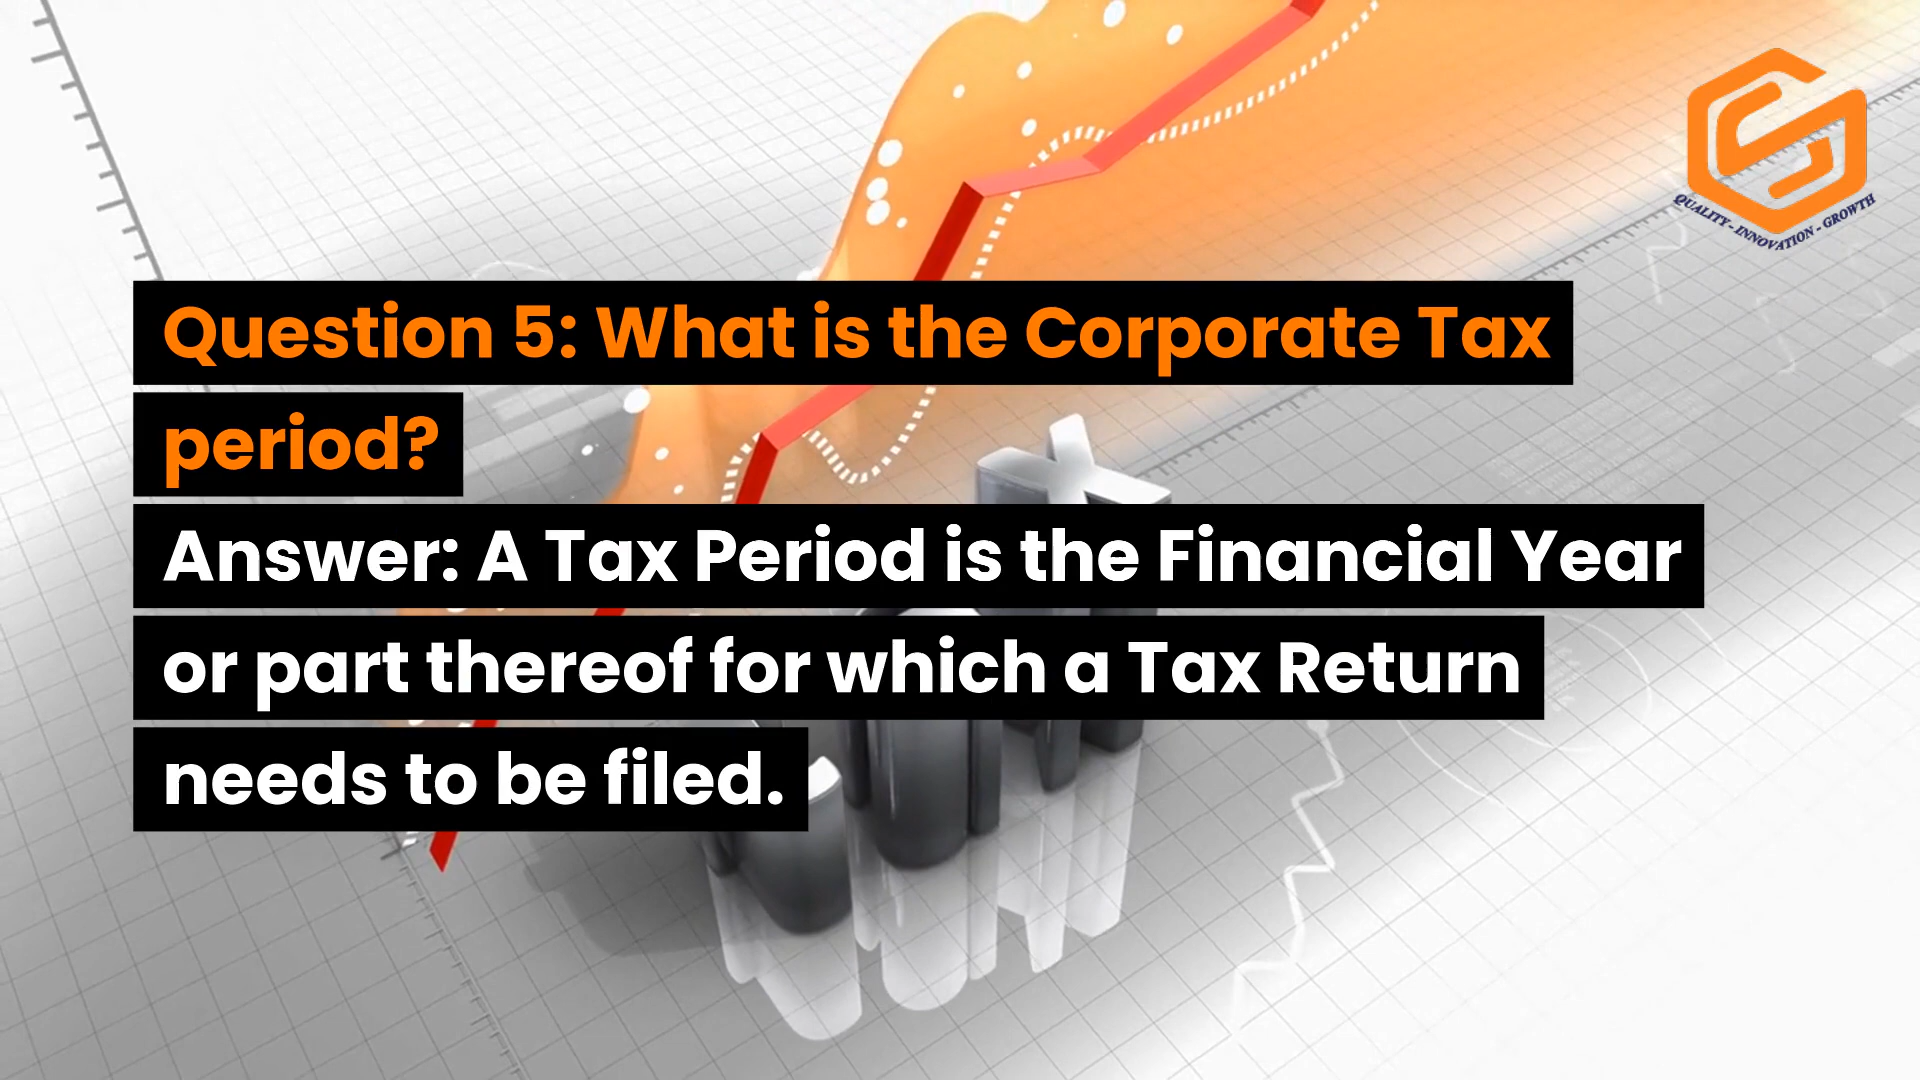 QUALITY - INNOVATION - GROWTH
Question 5: What is the Corporate Tax
period?
Answer: A Tax Period is the Financial Year
or part thereof for which a Tax Return
needs to be filed.